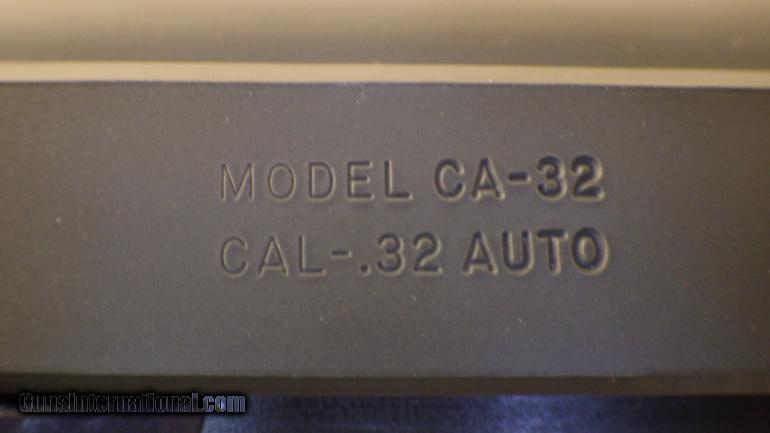 MODEL CA-32
CAL-.32 AUTO
GunsInternational.com